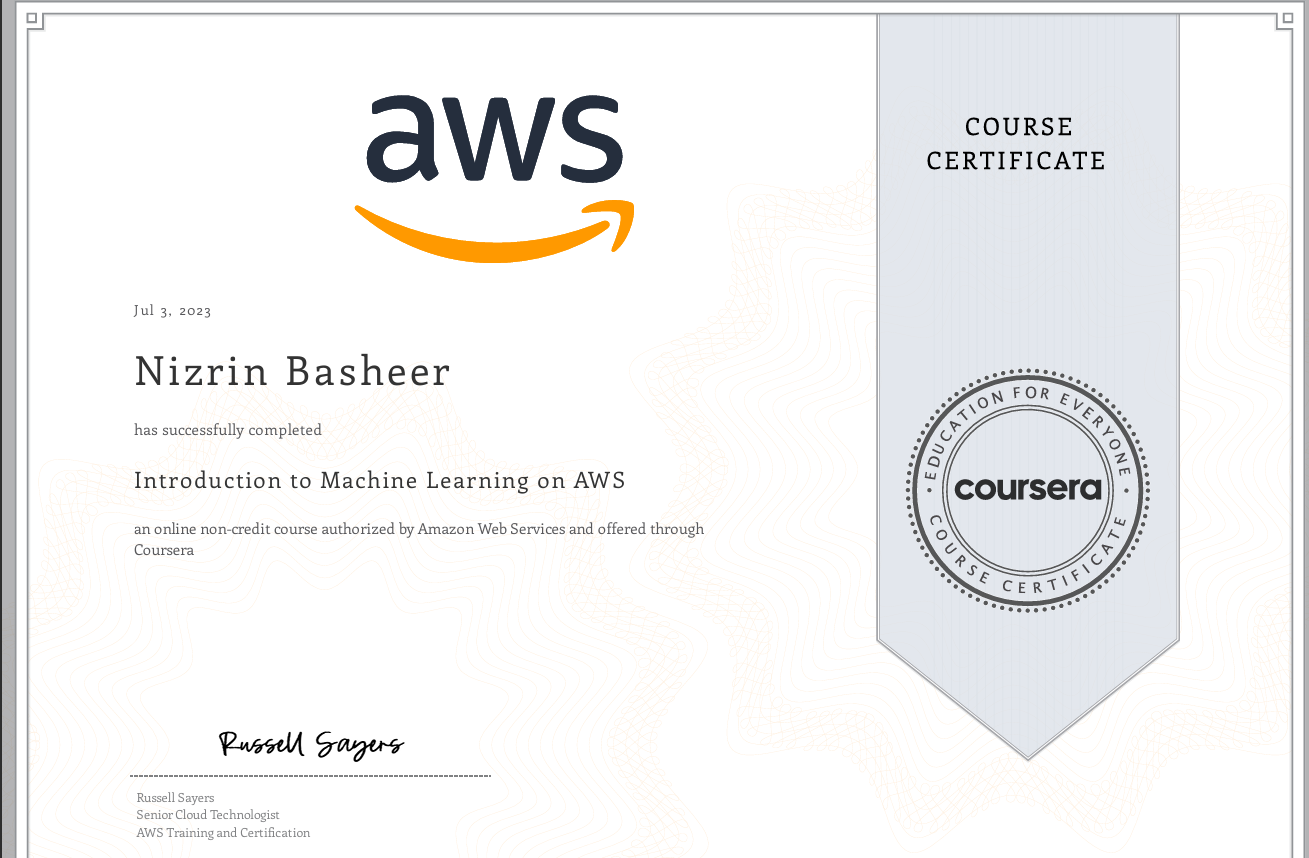 aws
COURSE
CERTIFICATE
Jul 3, 2023
Nizrin Basheer
has successfully completed
Introduction to Machine Learning on AWS
an online non-credit course authorized by Amazon Web Services and offered through
Coursera
EDUCATION FOR EVERYONE
coursera
COURSE CERTIFICATE
Russell Sayers
Russell Sayers
Senior Cloud Technologist
AWS Training and Certification